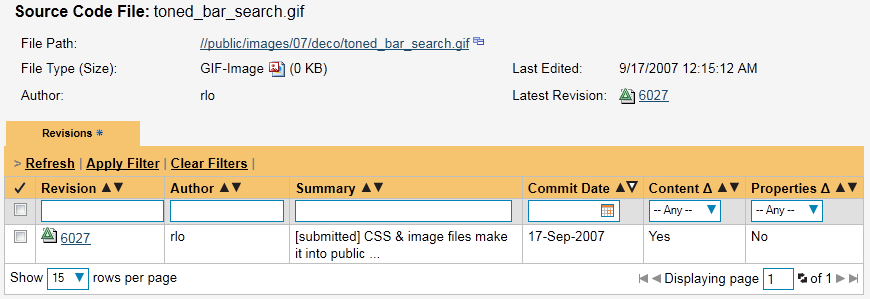 Source Code File: toned_bar_search.gif
File Path: //public/images/07/deco/toned_bar_search.gif
File Type (Size): GIF-Image (0 KB) Last Edited: 9/17/2007 12:15:12 AM
Author: rlo Latest Revision: 6027
Revisions *
> Refresh | Apply Filter | Clear Filters |
✓ Revision ▲▼ Author ▲▼ Summary ▲▼ Commit Date ▲▼ Content Δ ▲▼ Properties Δ ▲▼
-- Any -- ▼ -- Any -- ▼
6027 rlo [submitted] CSS & image files make 17-Sep-2007 Yes No
it into public ...
Show 15 ▼ rows per page Displaying page 1 of 1